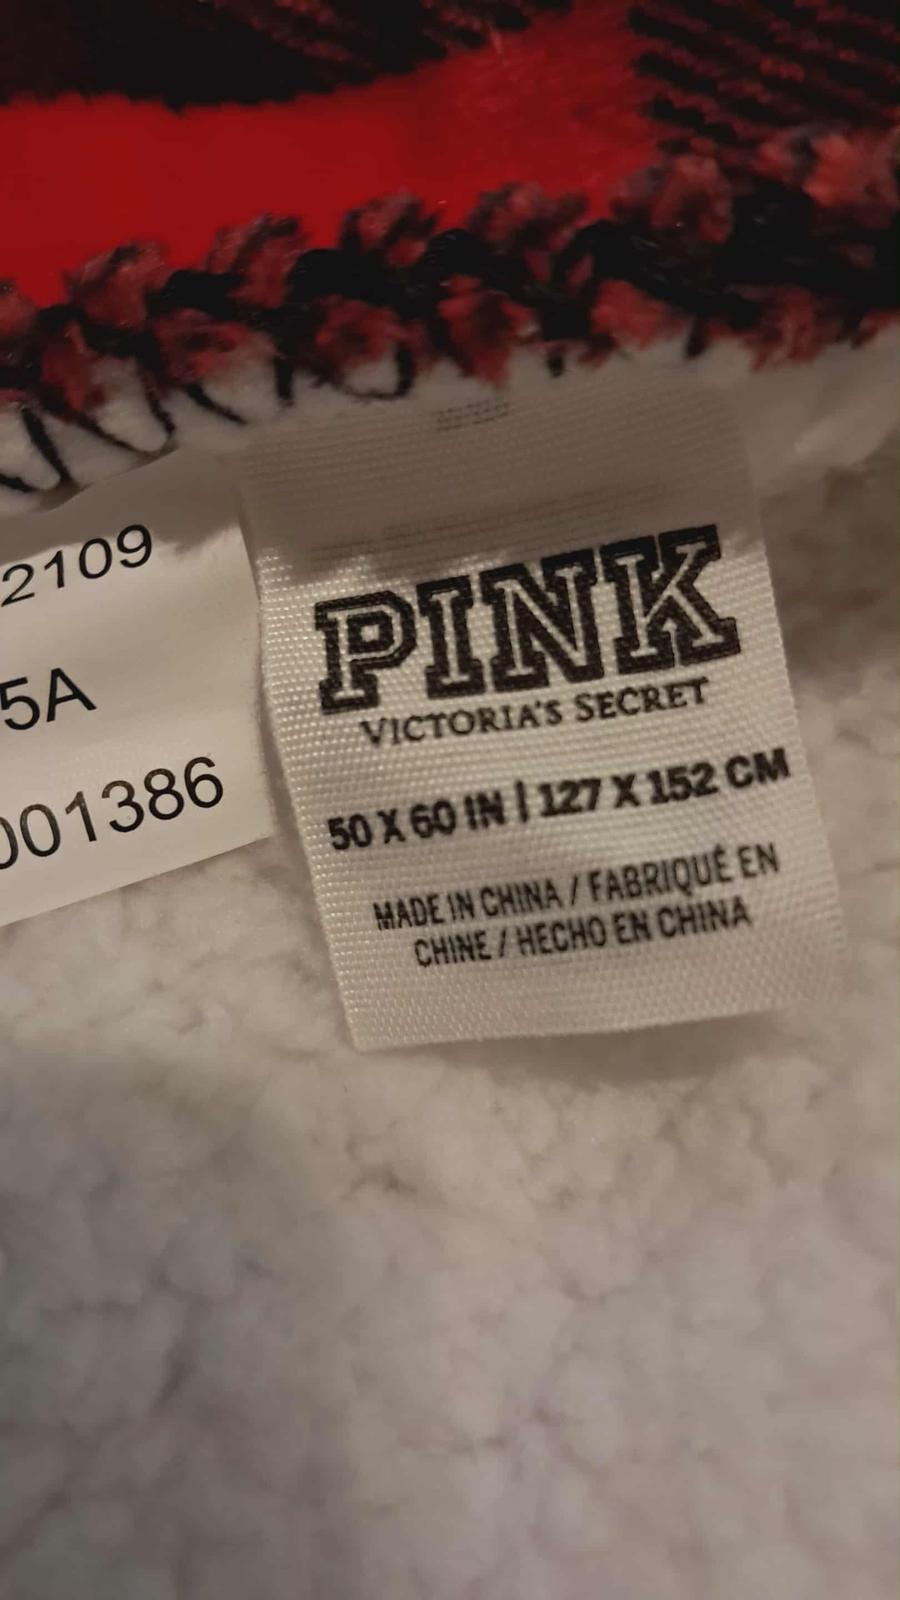 2109
5A
001386
PINK
VICTORIA'S SECRET
50 X 60 IN | 127 X 152 CM
MADE IN CHINA / FABRIQUÉ EN
CHINE / HECHO EN CHINA